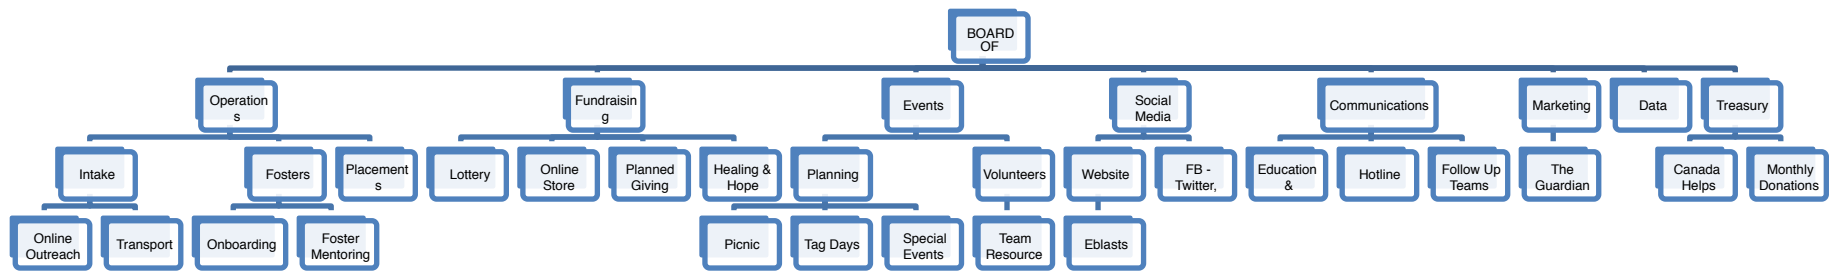 BOARD
OF
Operation
s
Fundraisin
g
Events
Social
Media
Communications
Marketing
Data
Treasury
Intake
Fosters
Placement
s
Lottery
Online
Store
Planned
Giving
Healing &
Hope
Planning
Volunteers
Website
FB -
Twitter,
Education
&
Hotline
Follow Up
Teams
The
Guardian
Canada
Helps
Monthly
Donations
Online
Outreach
Transport
Onboarding
Foster
Mentoring
Picnic
Tag Days
Special
Events
Team
Resource
Eblasts